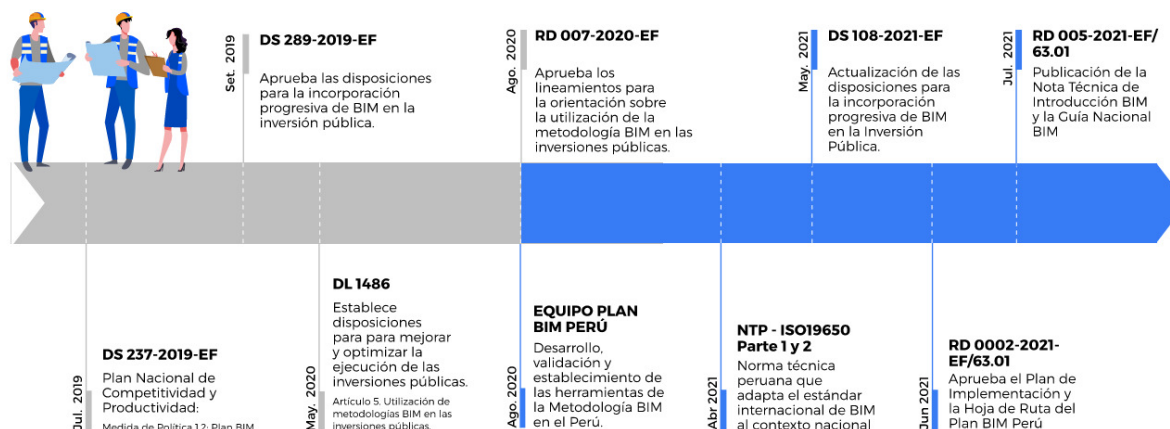 Set. 2019
DS 289-2019-EF
Aprueba las disposiciones
para la incorporación
progresiva de BIM en la
inversión pública.
Ago. 2020
RD 007-2020-EF
Aprueba los
lineamientos para
la orientación sobre
la utilización de la
metodología BIM en las
inversiones públicas.
May. 2021
DS 108-2021-EF
Actualización de las
disposiciones para
la incorporación
progresiva de BIM
en la Inversión
Pública.
Jul. 2021
RD 005-2021-EF/
63.01
Publicación de la
Nota Técnica de
Introducción BIM
y la Guía Nacional
BIM
Jul. 2019
DS 237-2019-EF
Plan Nacional de
Competitividad y
Productividad:
Medida de Política 1.2: Plan BIM
May. 2020
DL 1486
Establece
disposiciones
para para mejorar
y optimizar la
ejecución de las
inversiones públicas.
Artículo 5. Utilización de
metodologías BIM en las
inversiones públicas.
Ago. 2020
EQUIPO PLAN
BIM PERÚ
Desarrollo,
validación y
establecimiento de
las herramientas de
la Metodología BIM
en el Perú.
Abr 2021
NTP - ISO19650
Parte 1 y 2
Norma técnica
peruana que
adapta el estándar
internacional de BIM
al contexto nacional
Jun 2021
RD 0002-2021-
EF/63.01
Aprueba el Plan de
Implementación y
la Hoja de Ruta del
Plan BIM Perú